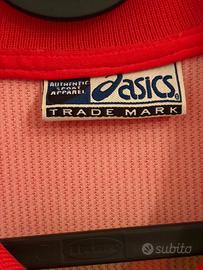 AUTHENTIC
SPORT
APPAREL
asics
TRADE MARK
subito